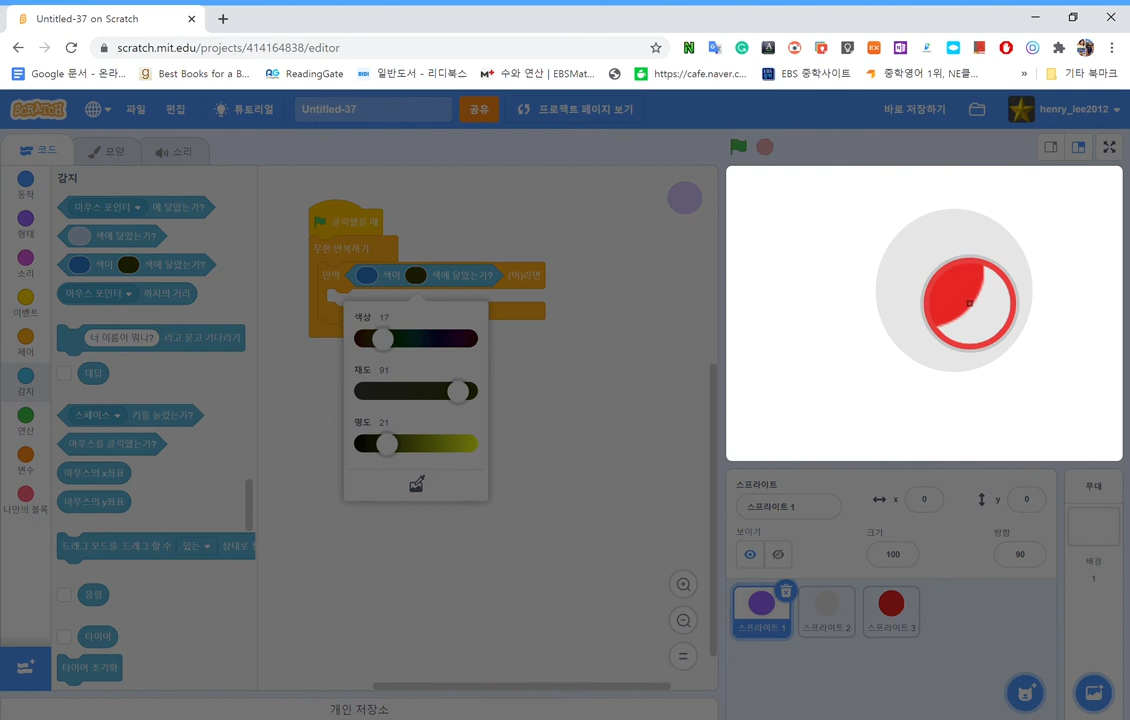 Untitled-37 on Scratch
scratch.mit.edu/projects/414164838/editor
Google 문서 - 온라...
Best Books for a B...
ReadingGate
일반도서 - 리디북스
수와 연산 | EBSMat...
https://cafe.naver.c...
EBS 중학사이트
중학영어 1위, NE클...
»
기타 북마크
SCRATCH
파일
편집
튜토리얼
Untitled-37
공유
프로젝트 페이지 보기
바로 저장하기
henry_lee2012
코드
모양
소리
동작
형태
소리
이벤트
제어
감지
연산
변수
나만의 블록
감지
마우스 포인터 에 닿았는가?
색에 닿았는가?
색이 색에 닿았는가?
마우스 포인터 까지의 거리
너 이름이 뭐니? 라고 묻고 기다리기
대답
스페이스 키를 눌렀는가?
마우스를 클릭했는가?
마우스의 x좌표
마우스의 y좌표
드래그 모드를 드래그 할 수 있는 상태로
음량
타이머
타이머 초기화
클릭했을 때
무한 반복하기
만약 색이 색에 닿았는가? (이)라면
색상 17
채도 91
명도 21
개인 저장소
스프라이트
스프라이트 1
x 0
y 0
보이기
크기
100
방향
90
스프라이트 1
스프라이트 2
스프라이트 3
무대
배경
1